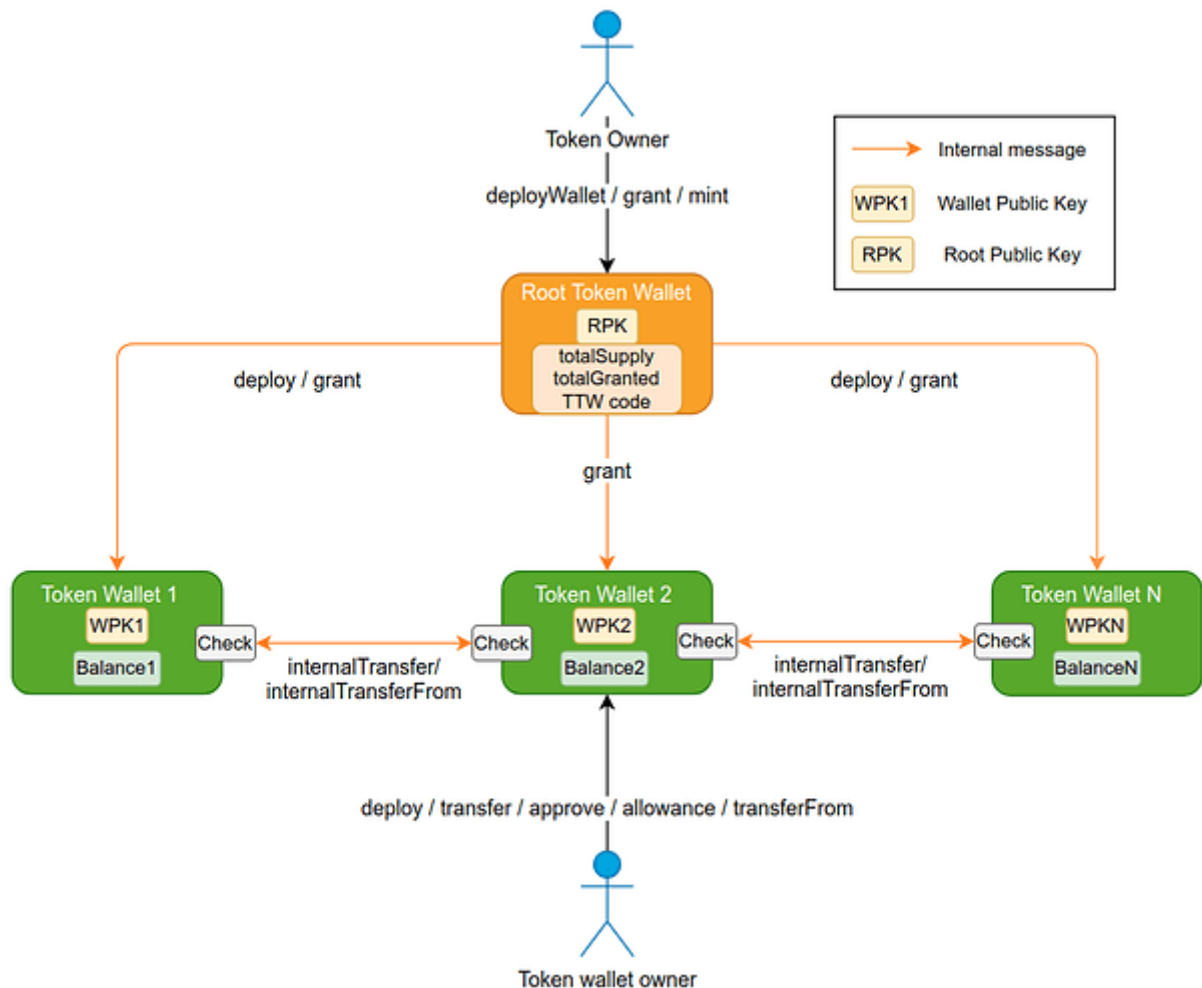 Token Owner
deployWallet / grant / mint
Internal message
WPK1 Wallet Public Key
RPK Root Public Key
Root Token Wallet
RPK
totalSupply
totalGranted
TTW code
deploy / grant
deploy / grant
grant
Token Wallet 1
WPK1
Check
Balance1
internalTransfer/
internalTransferFrom
Token Wallet 2
Check
WPK2
Check
Balance2
internalTransfer/
internalTransferFrom
Token Wallet N
Check
WPKN
BalanceN
deploy / transfer / approve / allowance / transferFrom
Token wallet owner